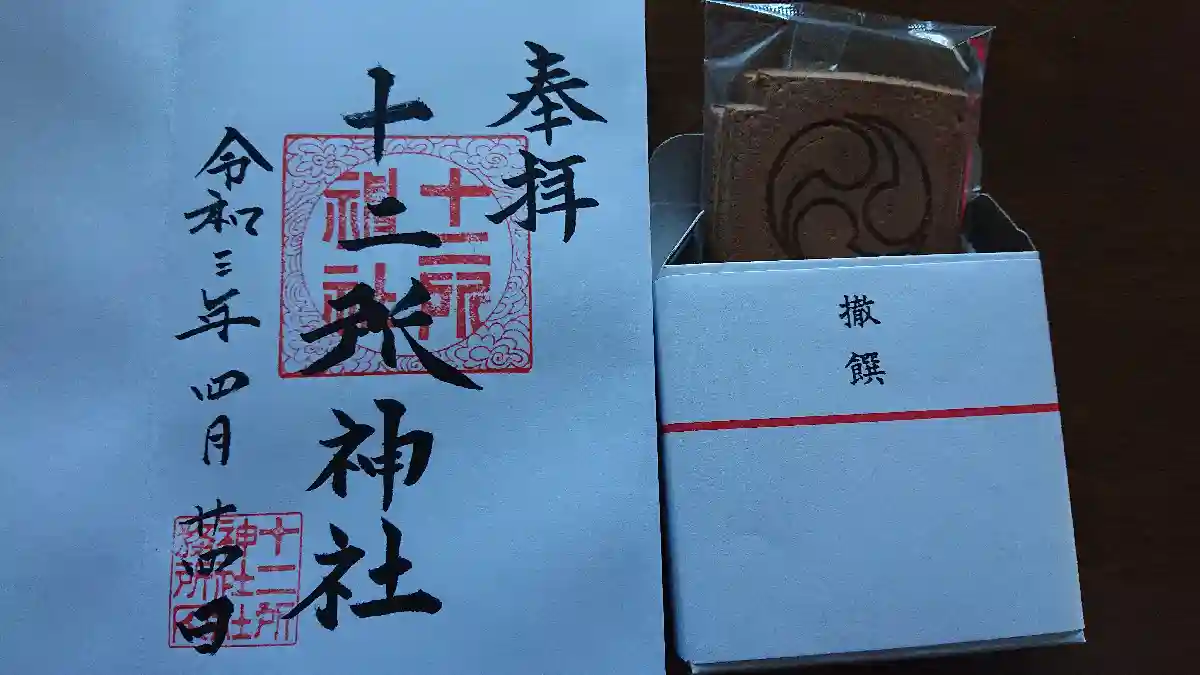 奉拝
十二所神社
令和三年四月廿四日
十二所
神社
十二所
神社社
務所印
撤饌